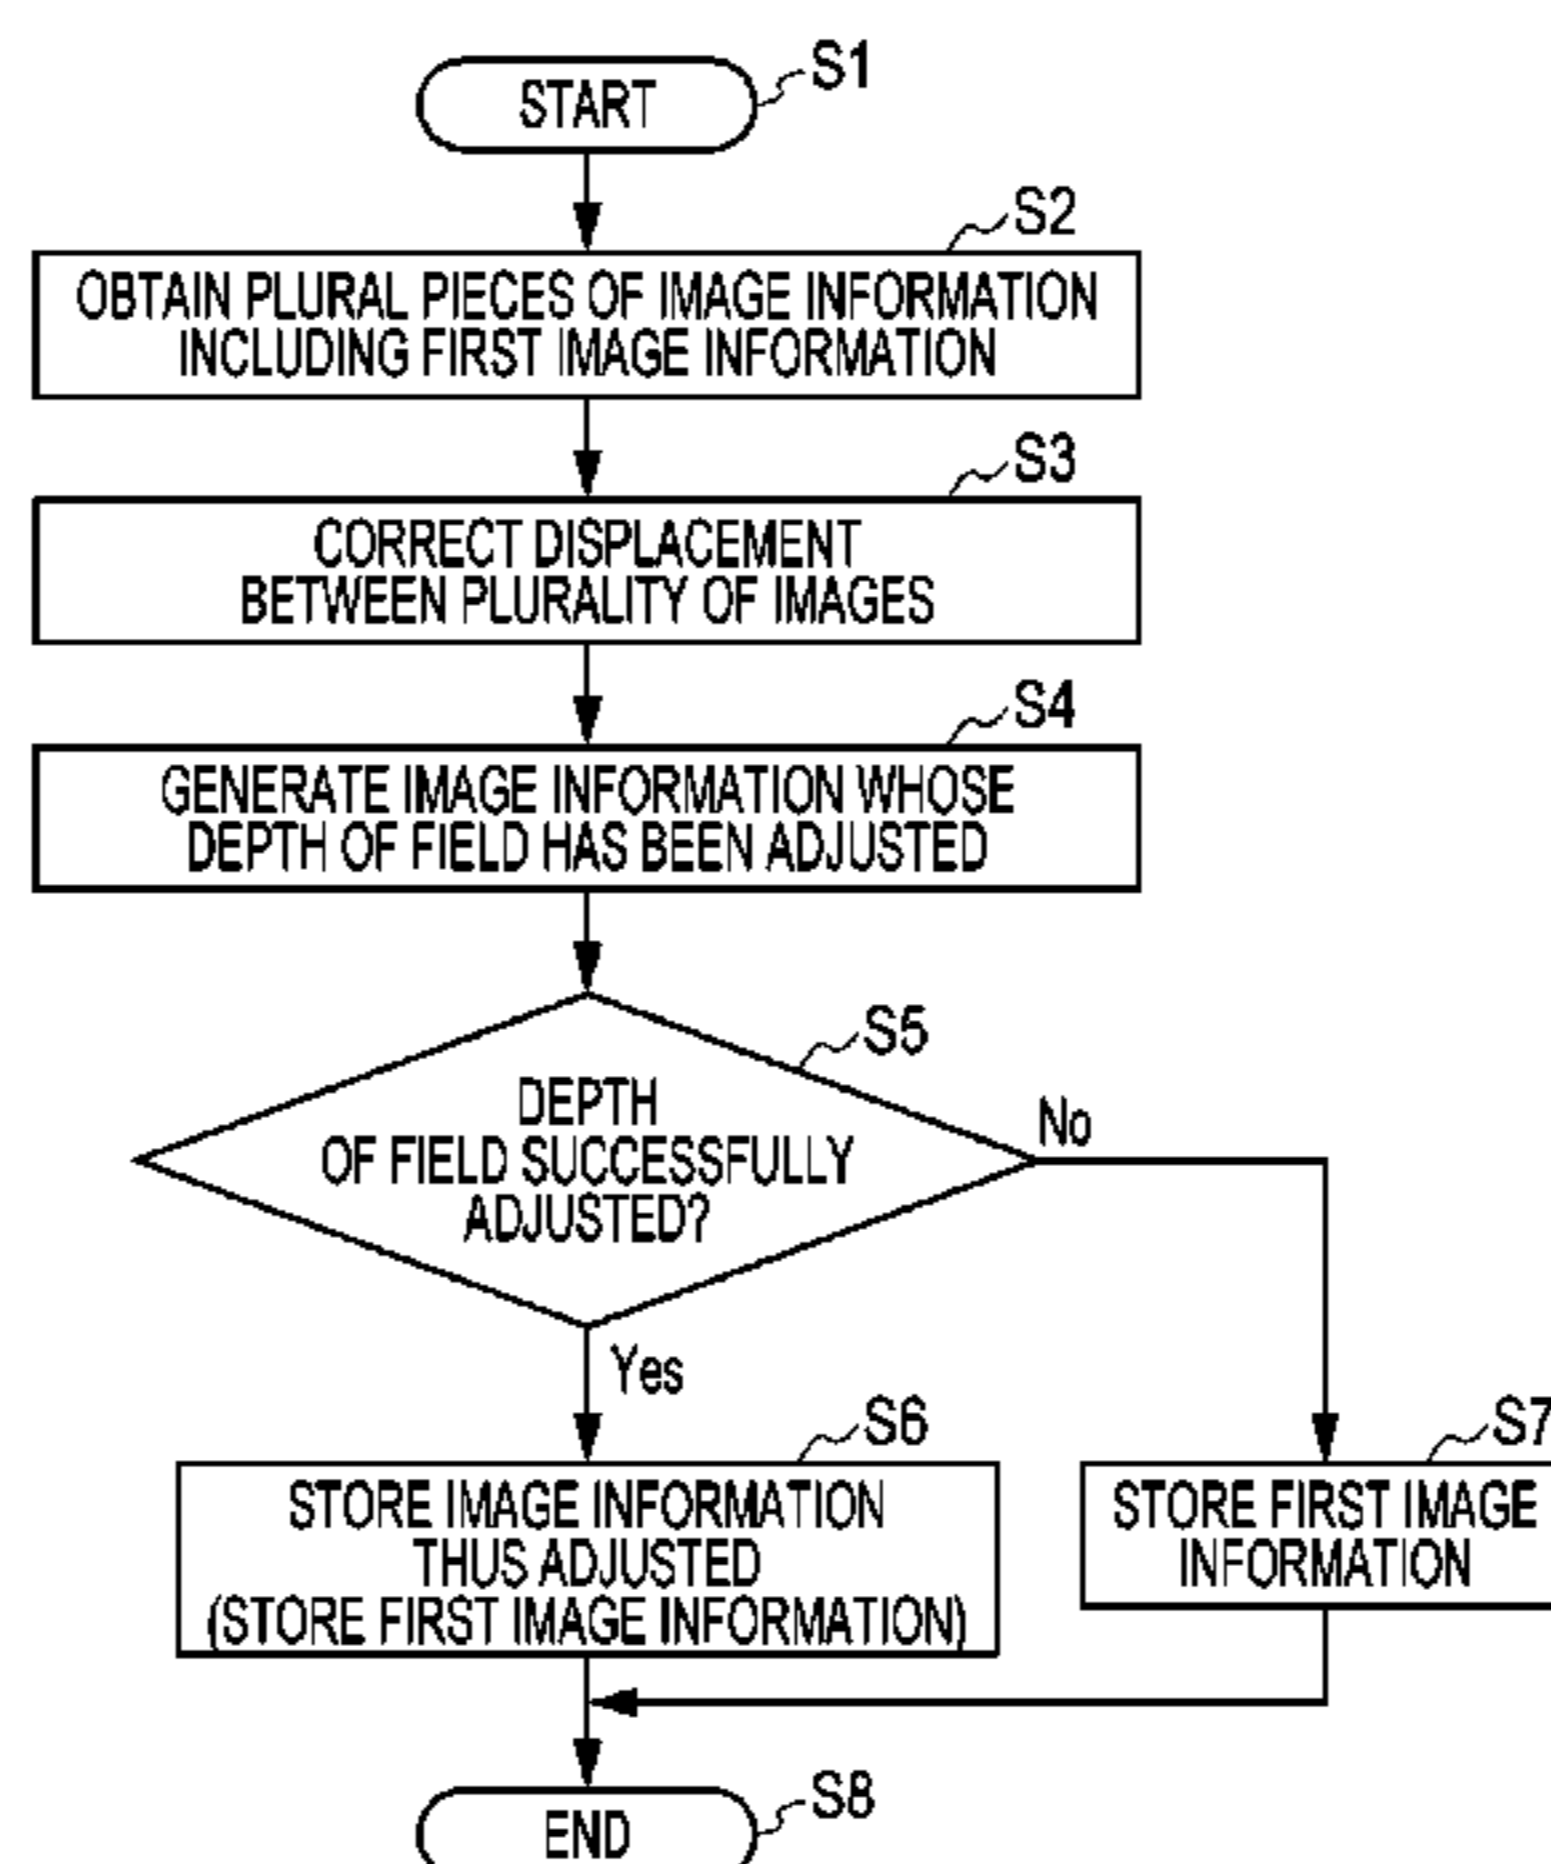 START
S1
S2
OBTAIN PLURAL PIECES OF IMAGE INFORMATION
INCLUDING FIRST IMAGE INFORMATION
S3
CORRECT DISPLACEMENT
BETWEEN PLURALITY OF IMAGES
S4
GENERATE IMAGE INFORMATION WHOSE
DEPTH OF FIELD HAS BEEN ADJUSTED
S5
DEPTH
OF FIELD SUCCESSFULLY
ADJUSTED?
No
Yes
S6
STORE IMAGE INFORMATION
THUS ADJUSTED
(STORE FIRST IMAGE INFORMATION)
S7
STORE FIRST IMAGE
INFORMATION
END
S8